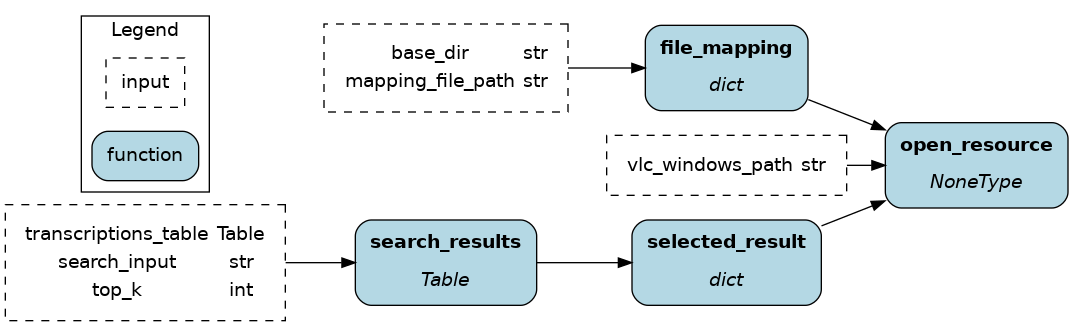 Legend
input
function
base_dir str
mapping_file_path str
file_mapping
dict
vlc_windows_path str
open_resource
NoneType
transcriptions_table Table
search_input str
top_k int
search_results
Table
selected_result
dict